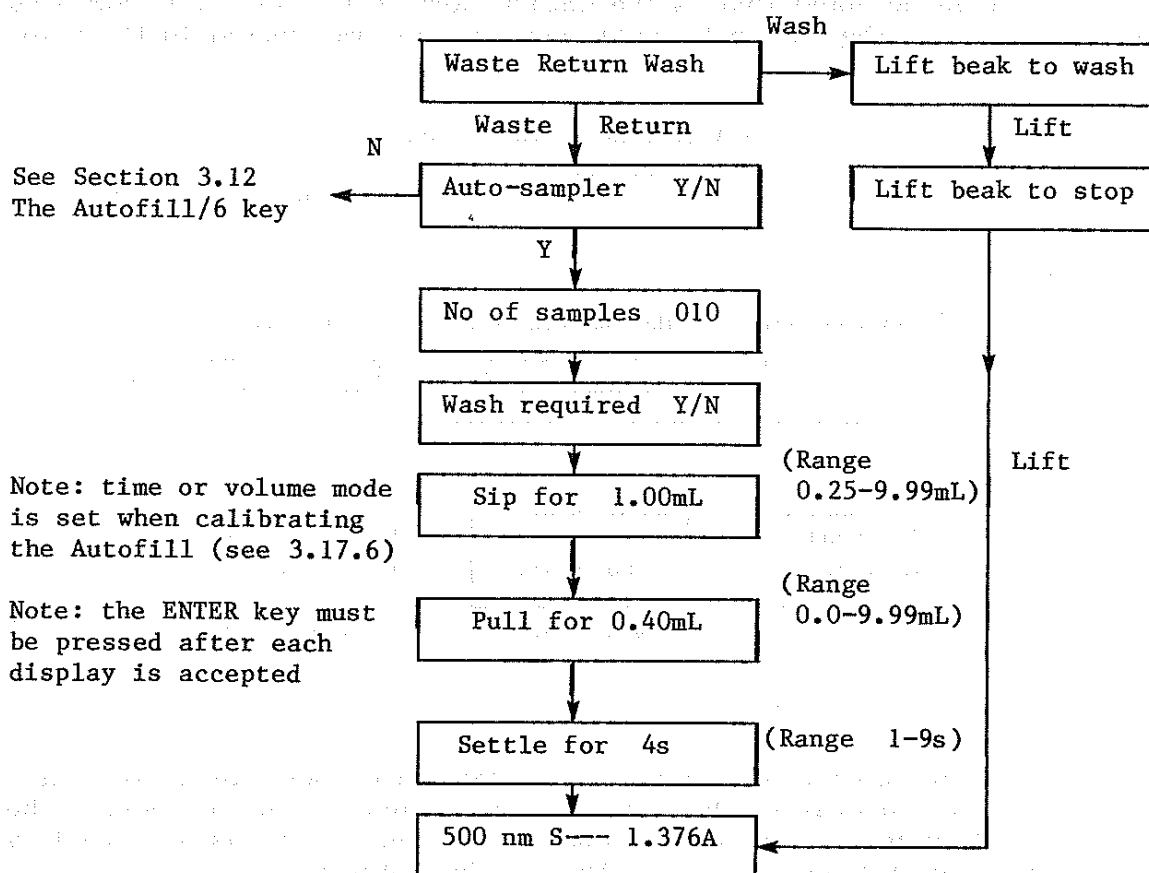 Wash
Waste Return Wash
Lift beak to wash
Waste Return
Lift
N
See Section 3.12
The Autofill/6 key
Auto-sampler Y/N
Lift beak to stop
Y
No of samples 010
Wash required Y/N
Note: time or volume mode
is set when calibrating
the Autofill (see 3.17.6)
Sip for 1.00mL
(Range
0.25-9.99mL)
Lift
Note: the ENTER key must
be pressed after each
display is accepted
Pull for 0.40mL
(Range
0.0-9.99mL)
Settle for 4s
(Range 1-9s)
500 nm S--- 1.376A